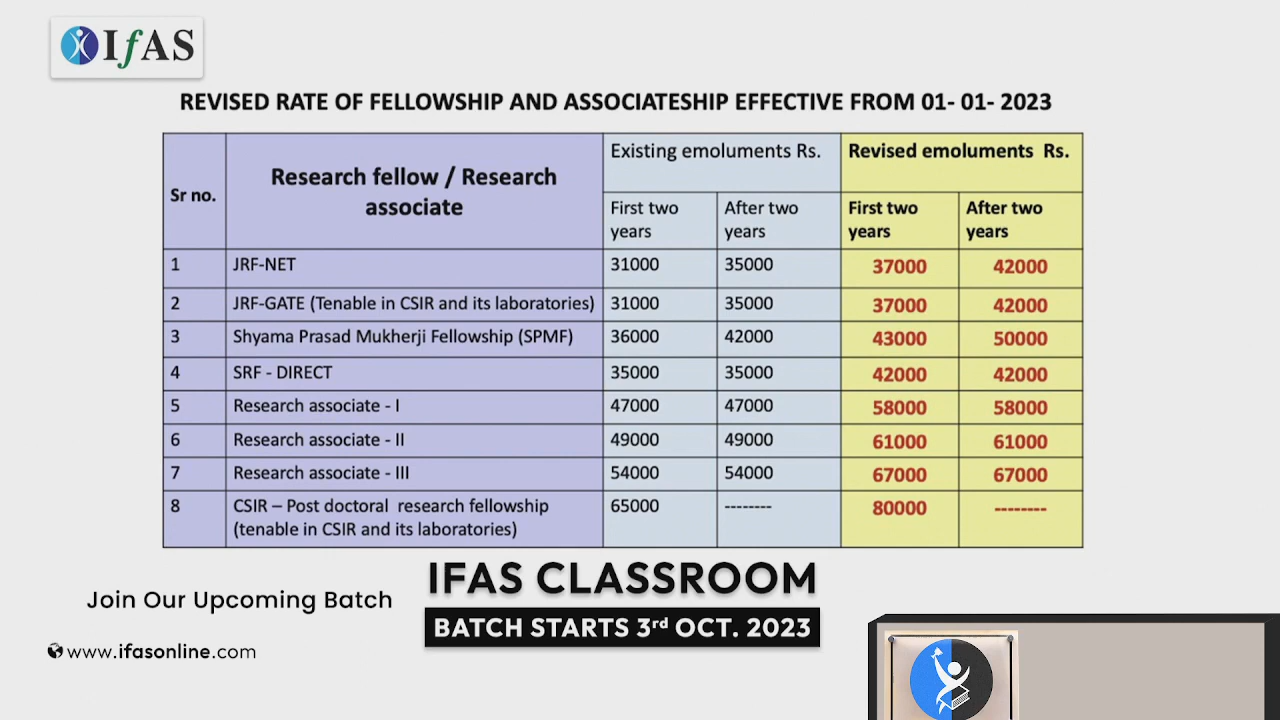 IfAS
REVISED RATE OF FELLOWSHIP AND ASSOCIATESHIP EFFECTIVE FROM 01- 01- 2023
Sr no.
Research fellow / Research
associate
Existing emoluments Rs.
Revised emoluments Rs.
First two
years
After two
years
First two
years
After two
years
1 JRF-NET 31000 35000 37000 42000
2 JRF-GATE (Tenable in CSIR and its laboratories) 31000 35000 37000 42000
3 Shyama Prasad Mukherji Fellowship (SPMF) 36000 42000 43000 50000
4 SRF - DIRECT 35000 35000 42000 42000
5 Research associate - I 47000 47000 58000 58000
6 Research associate - II 49000 49000 61000 61000
7 Research associate - III 54000 54000 67000 67000
8 CSIR – Post doctoral research fellowship 65000 -------- 80000 --------
(tenable in CSIR and its laboratories)
IFAS CLASSROOM
Join Our Upcoming Batch
BATCH STARTS 3rd OCT. 2023
www.ifasonline.com